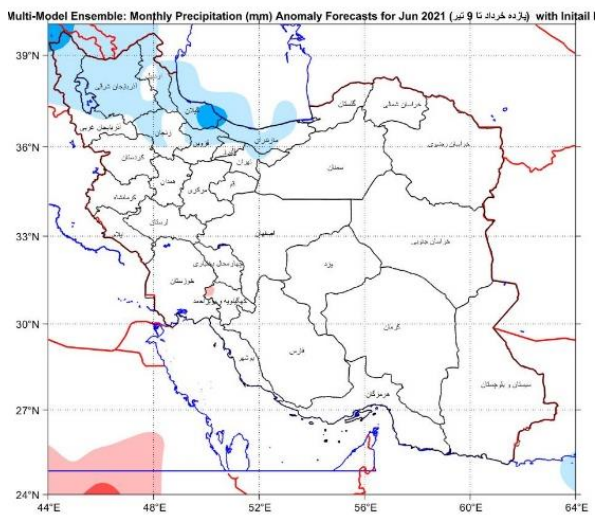 Multi-Model Ensemble: Monthly Precipitation (mm) Anomaly Forecasts for Jun 2021 (یازده خرداد تا 9 تیر) with Initail
39°N
36°N
33°N
30°N
27°N
24°N
44°E
48°E
52°E
56°E
60°E
64°E
آذربایجان شرقی
اردبیل
گیلان
آذربایجان غربی
زنجان
قزوین
مازندران
گلستان
خراسان شمالی
خراسان رضوی
کردستان
تهران
سمنان
همدان
مرکزی
قم
کرمانشاه
لرستان
ایلام
اصفهان
خراسان جنوبی
چهارمحال و بختیاری
یزد
خوزستان
کهگیلویه و بویراحمد
کرمان
فارس
بوشهر
هرمزگان
سیستان و بلوچستان